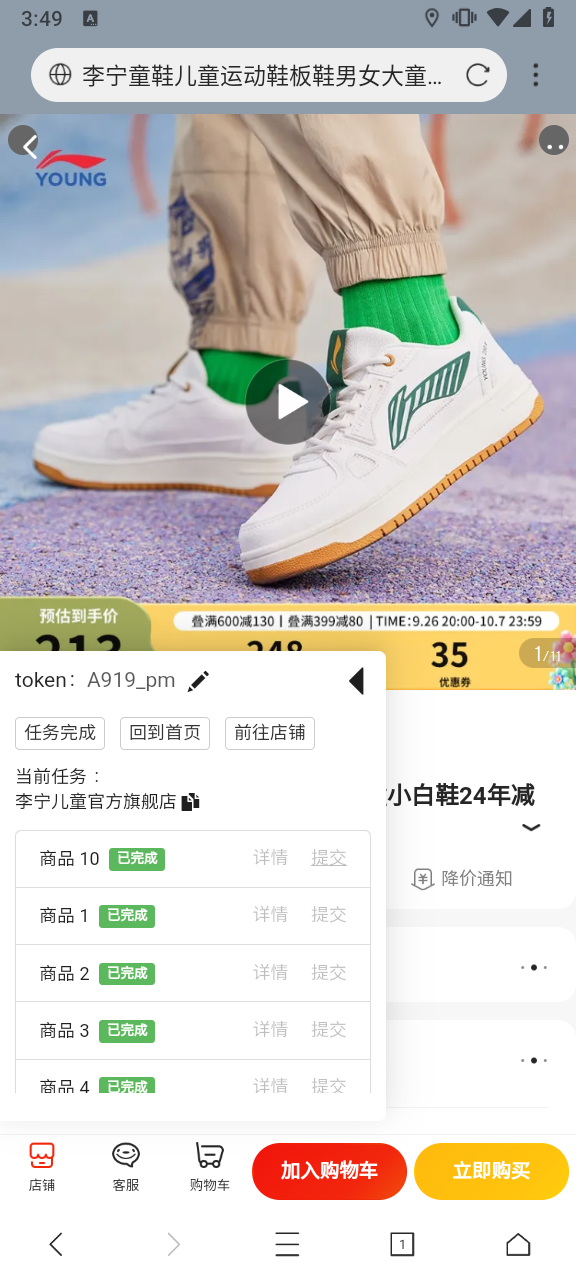 3:49
李宁童鞋儿童运动鞋板鞋男女大童...
YOUNG
预估到手价
叠满600减130丨叠满399减80 |TIME:9.26 20:00-10.7 23:59
213
248
35
优惠券
1/11
token: A919_pm
任务完成 回到首页 前往店铺
当前任务：
李宁儿童官方旗舰店
小白鞋24年减
降价通知
商品 10 已完成 详情 提交
商品 1 已完成 详情 提交
商品 2 已完成 详情 提交
商品 3 已完成 详情 提交
商品 4 已完成 详情 提交
店铺 客服 购物车 加入购物车 立即购买
1